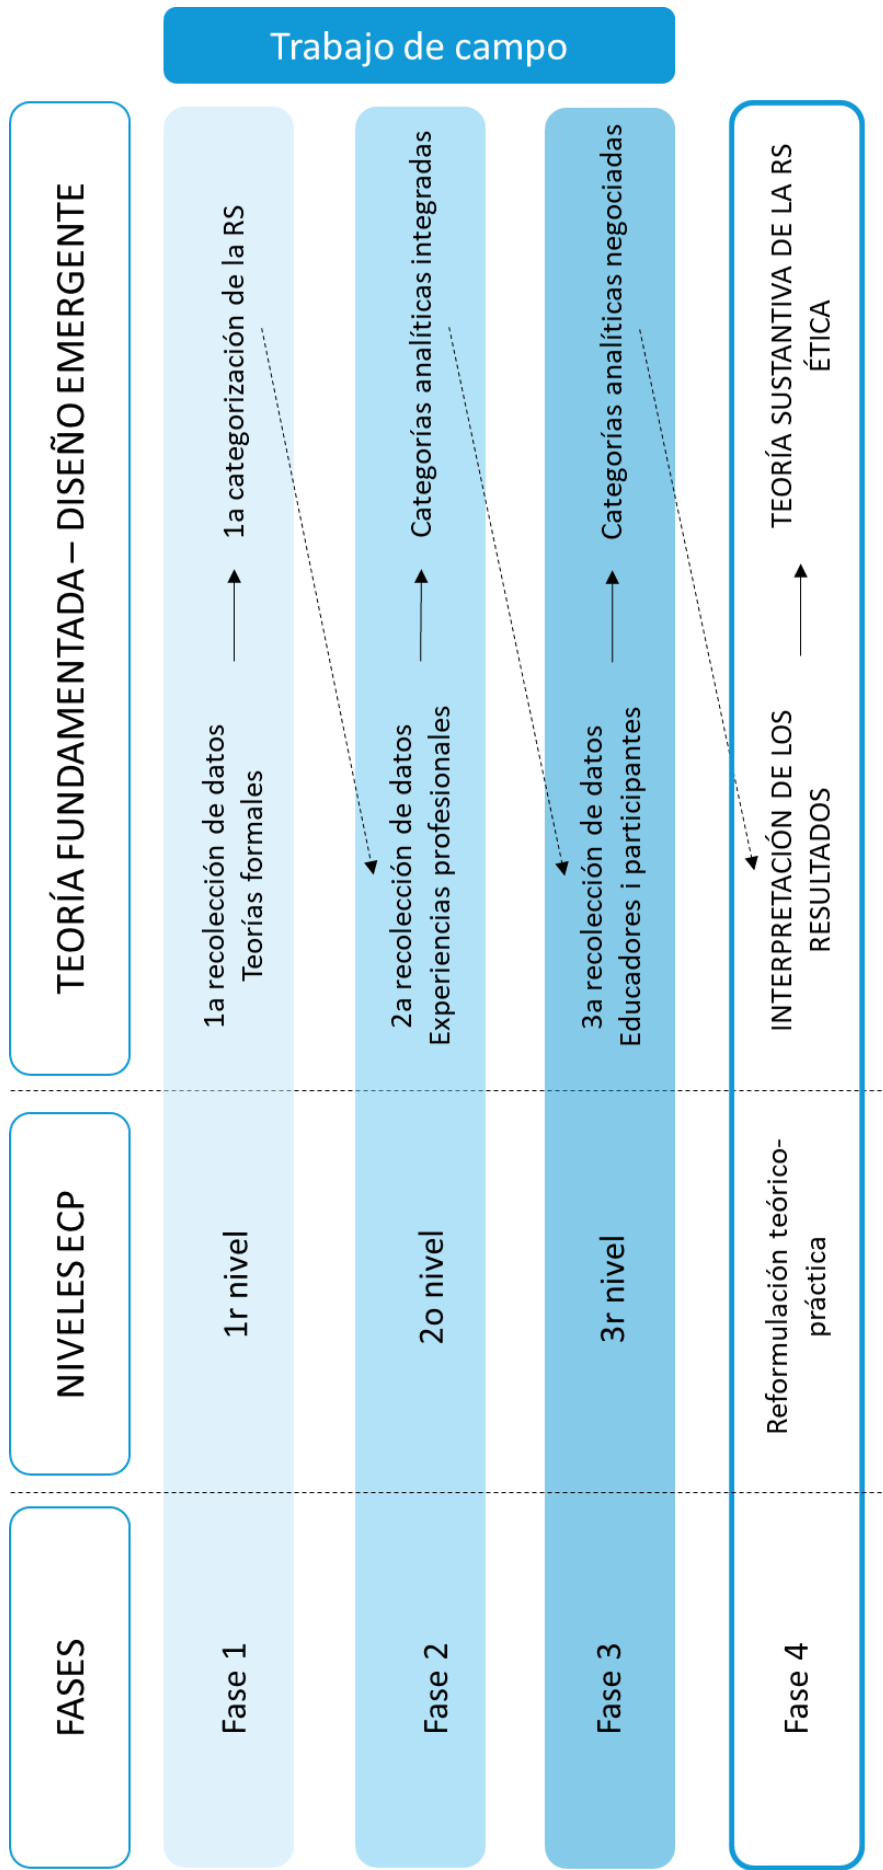 Trabajo de campo
FASES
NIVELES ECP
TEORÍA FUNDAMENTADA – DISEÑO EMERGENTE
Fase 1
1r nivel
1a recolección de datos
Teorías formales
1a categorización de la RS
Fase 2
2o nivel
2a recolección de datos
Experiencias profesionales
Categorías analíticas integradas
Fase 3
3r nivel
3a recolección de datos
Educadores i participantes
Categorías analíticas negociadas
Fase 4
Reformulación teórico-
práctica
INTERPRETACIÓN DE LOS
RESULTADOS
TEORÍA SUSTANTIVA DE LA RS
ÉTICA